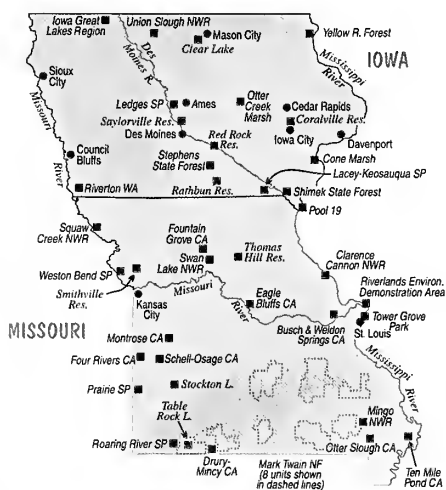 Iowa Great
Lakes Region
Union Slough NWR
Mason City
Clear Lake
Yellow R. Forest
Des
Moines R.
Mississippi
River
IOWA
Sioux
City
Missouri
River
Ledges SP
Ames
Otter
Creek
Marsh
Cedar Rapids
Coralville Res.
Saylorville Res.
Des Moines
Red Rock
Res.
Iowa City
Davenport
Council
Bluffs
Stephens
State Forest
Cone Marsh
Lacey-Keosauqua SP
Riverton WA
Rathbun Res.
Shimek State Forest
Pool 19
Squaw
Creek NWR
Fountain
Grove CA
Thomas
Hill Res.
Swan
Lake NWR
Clarence
Cannon NWR
Weston Bend SP
Smithville
Res.
Missouri
River
Kansas
City
Eagle
Bluffs CA
Riverlands Environ.
Demonstration Area
Tower Grove
Park
Busch & Weldon
Springs CA
St. Louis
MISSOURI
Montrose CA
Mississippi
River
Four Rivers CA
Schell-Osage CA
Prairie SP
Stockton L.
Table
Rock L.
Mingo
NWR
Roaring River SP
Drury-
Mincy CA
Mark Twain NF
(8 units shown
in dashed lines)
Otter Slough CA
Ten Mile
Pond CA